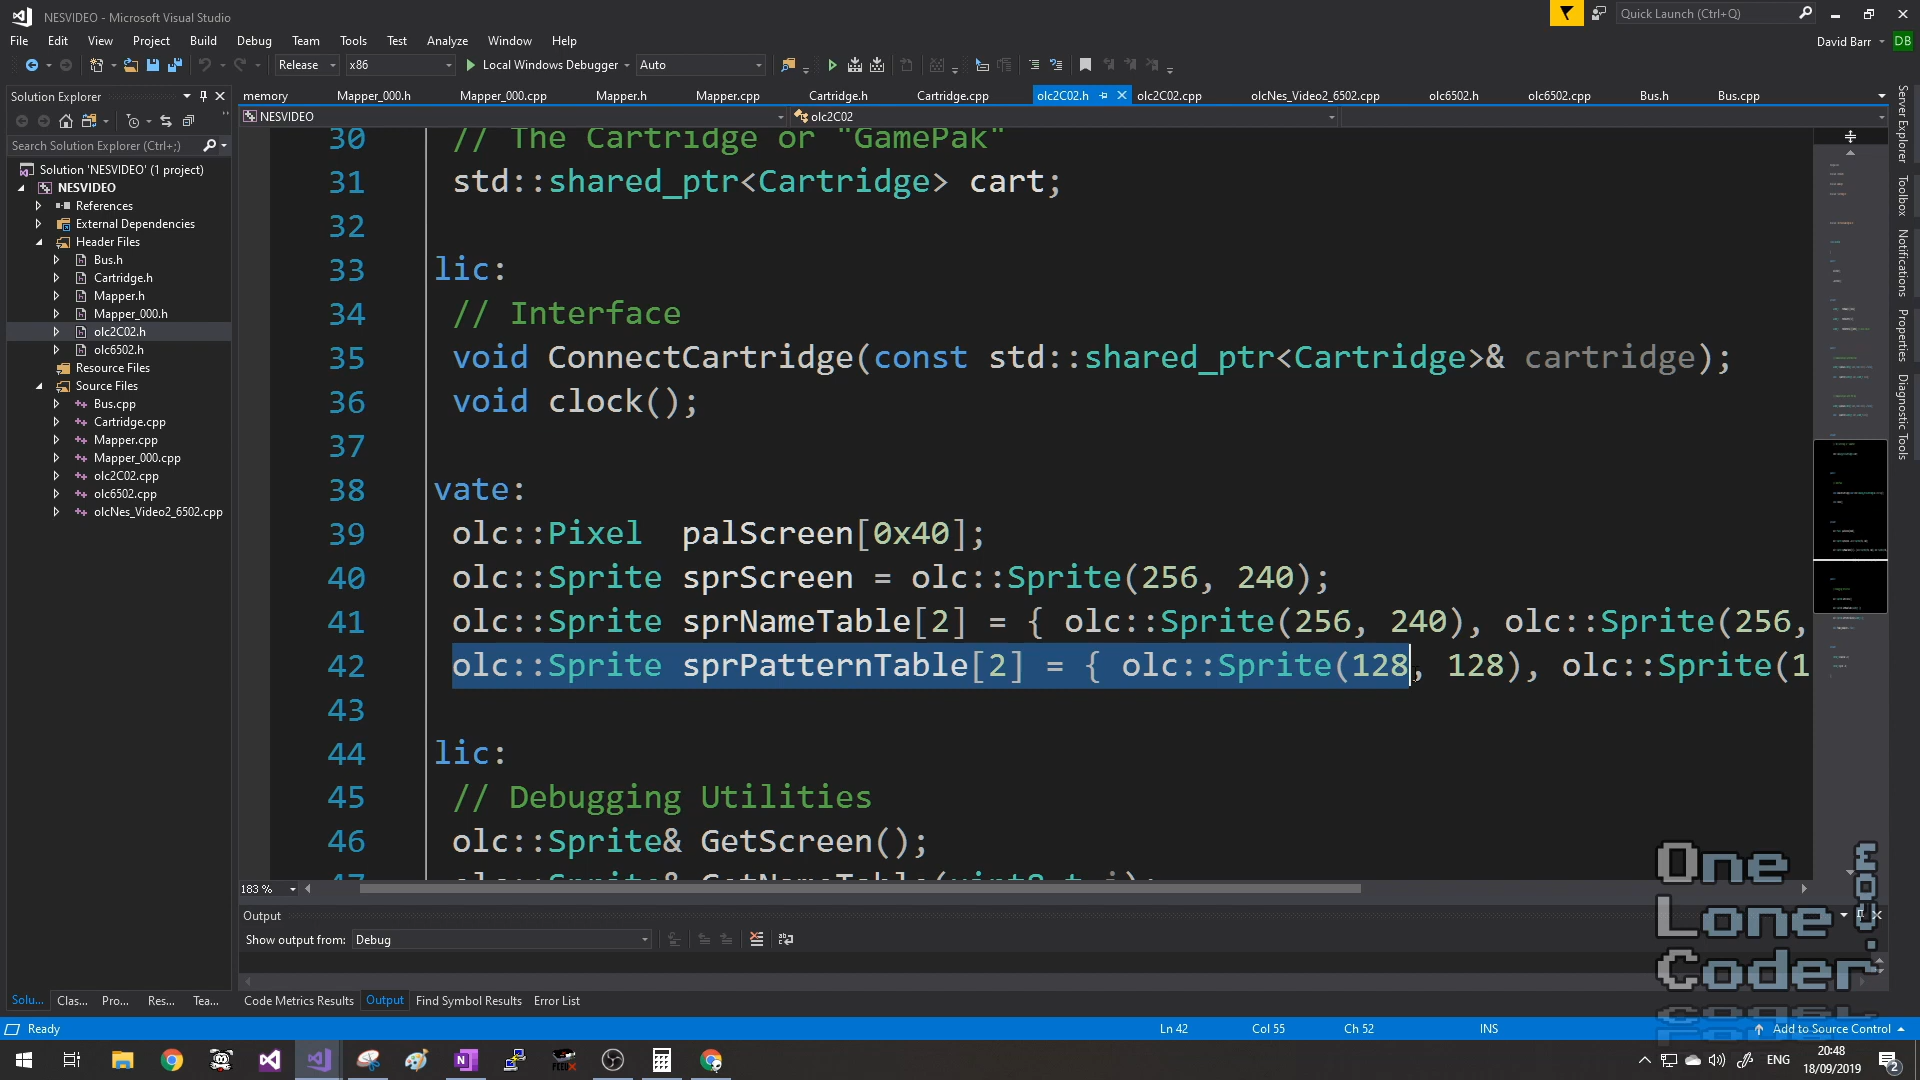 NESVIDEO - Microsoft Visual Studio
Quick Launch (Ctrl+Q)
File Edit View Project Build Debug Team Tools Test Analyze Window Help
David Barr DB
Release x86 Local Windows Debugger Auto
Solution Explorer
Search Solution Explorer (Ctrl+;)
Solution 'NESVIDEO' (1 project)
NESVIDEO
References
External Dependencies
Header Files
Bus.h
Cartridge.h
Mapper.h
Mapper_000.h
olc2C02.h
olc6502.h
Resource Files
Source Files
Bus.cpp
Cartridge.cpp
Mapper.cpp
Mapper_000.cpp
olc2C02.cpp
olc6502.cpp
olcNes_Video2_6502.cpp
memory Mapper_000.h Mapper_000.cpp Mapper.h Mapper.cpp Cartridge.h Cartridge.cpp olc2C02.h olc2C02.cpp olcNes_Video2_6502.cpp olc6502.h olc6502.cpp Bus.h Bus.cpp
NESVIDEO olc2C02
30 // The Cartridge or "GamePak"
31 std::shared_ptr<Cartridge> cart;
32
33 lic:
34 // Interface
35 void ConnectCartridge(const std::shared_ptr<Cartridge>& cartridge);
36 void clock();
37
38 vate:
39 olc::Pixel  palScreen[0x40];
40 olc::Sprite sprScreen = olc::Sprite(256, 240);
41 olc::Sprite sprNameTable[2] = { olc::Sprite(256, 240), olc::Sprite(256,
42 olc::Sprite sprPatternTable[2] = { olc::Sprite(128, 128), olc::Sprite(1
43
44 lic:
45 // Debugging Utilities
46 olc::Sprite& GetScreen();
47 olc::Sprite& GetNameTable(uint8_t i);
183 %
Server Explorer
Toolbox
Notifications
Properties
Diagnostic Tools
Output
Show output from: Debug
Solu... Clas... Pro... Res... Tea...
Code Metrics Results Output Find Symbol Results Error List
Ready
Ln 42 Col 55 Ch 52 INS
Add to Source Control
One
Lone
Coder
.com
ENG
20:48
18/09/2019
2